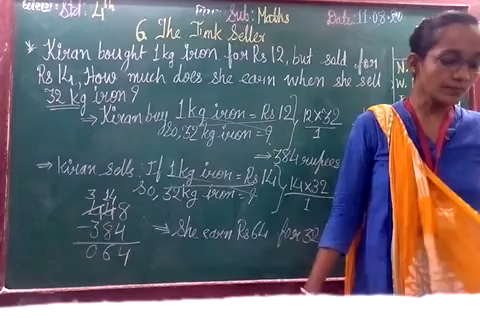 Std: 4th
Sub: Maths
Date: 11.08.
6. The Junk Seller
* Kiran bought 1kg iron for Rs 12, but sold for
Rs 14, How much does she earn when she sell
32 kg iron?
⇒ Kiran buy 1kg iron = Rs 12
So, 32 kg iron = ?
12 × 32
1
⇒ 384 rupees
⇒ Kiran sells. If 1kg iron = Rs 14
So, 32kg iron = ?
14 × 32
1
3 14
448
- 384
064
⇒ She earn Rs 64 for 32
N.
W.